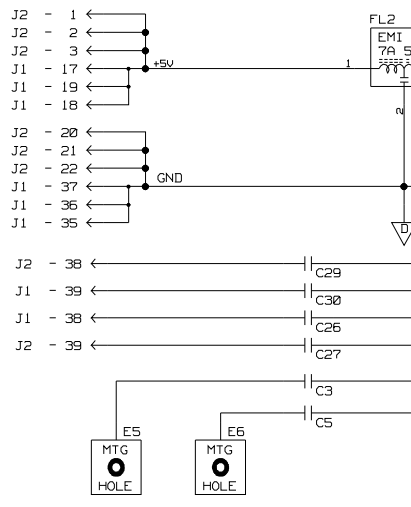 J2 - 1
FL2
J2 - 2
EMI
J2 - 3
7A 5
J1 - 17
+5V
1
J1 - 19
J1 - 18
2
J2 - 20
J2 - 21
J2 - 22
J1 - 37
GND
J1 - 36
J1 - 35
D
J2 - 38
C29
J1 - 39
C30
J1 - 38
C26
J2 - 39
C27
C3
C5
E5
E6
MTG
HOLE
MTG
HOLE